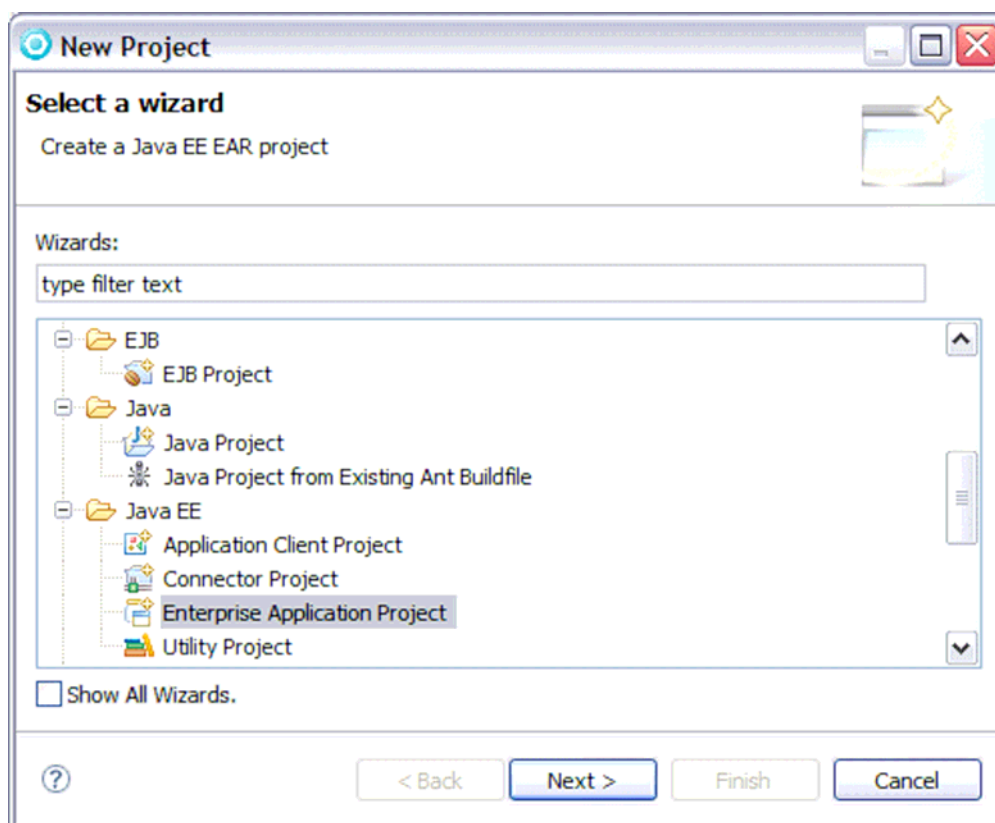 New Project
Select a wizard
Create a Java EE EAR project
Wizards:
type filter text
EJB
EJB Project
Java
Java Project
Java Project from Existing Ant Buildfile
Java EE
Application Client Project
Connector Project
Enterprise Application Project
Utility Project
Show All Wizards.
? < Back Next > Finish Cancel